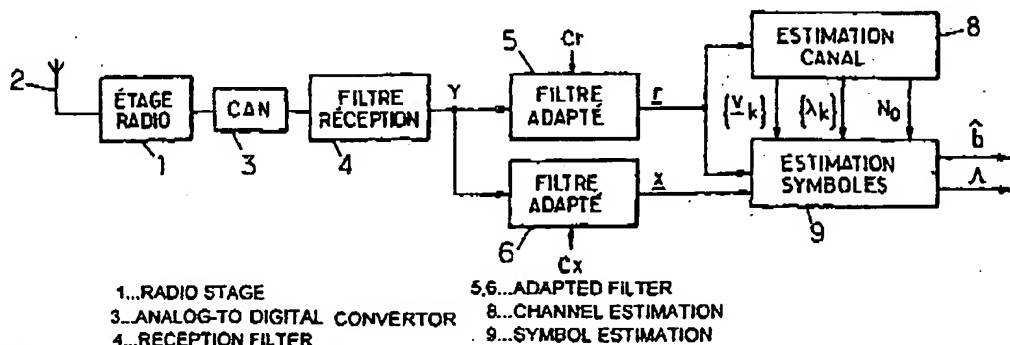 2
ÉTAGE
RADIO
1
CAN
3
FILTRE
RÉCEPTION
4
Y
5
Cr
FILTRE
ADAPTÉ
r
FILTRE
ADAPTÉ
6
Cx
x
ESTIMATION
CANAL
8
{vk}
{λk}
N0
ESTIMATION
SYMBOLES
9
b̂
Λ
1...RADIO STAGE
3...ANALOG-TO DIGITAL CONVERTOR
4...RECEPTION FILTER
5,6...ADAPTED FILTER
8...CHANNEL ESTIMATION
9...SYMBOL ESTIMATION